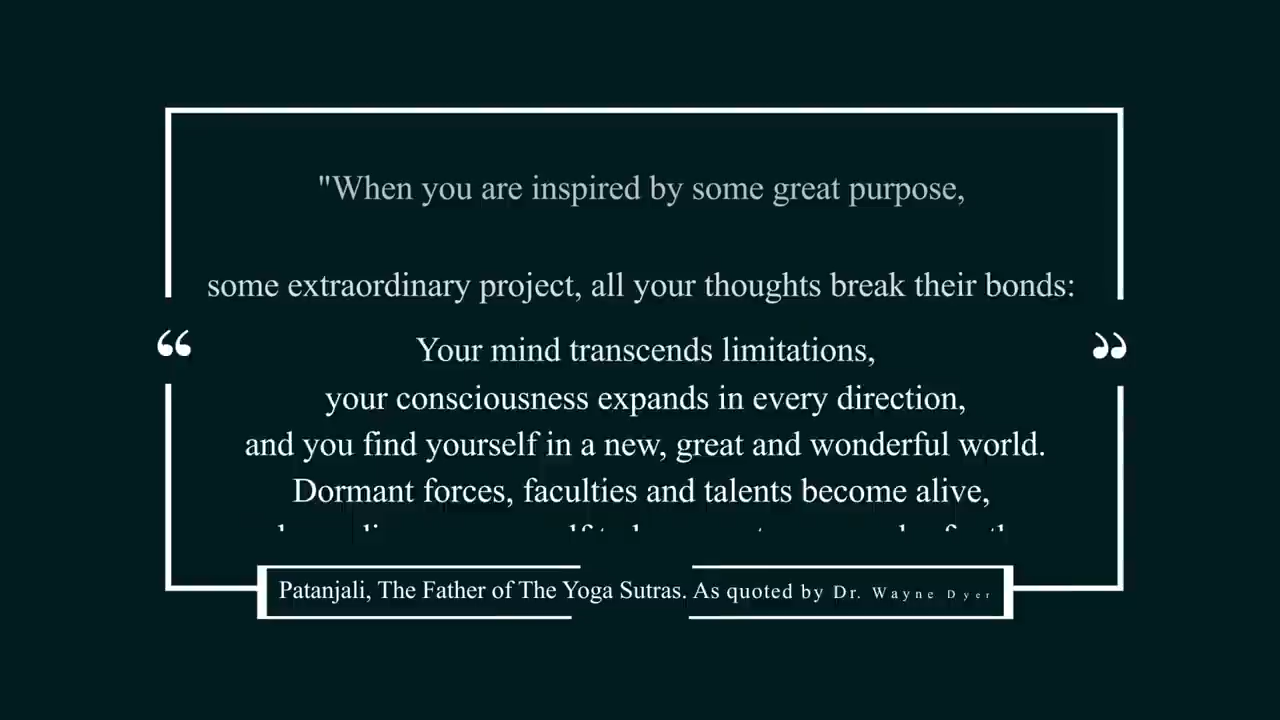 "When you are inspired by some great purpose,
some extraordinary project, all your thoughts break their bonds:
Your mind transcends limitations,
your consciousness expands in every direction,
and you find yourself in a new, great and wonderful world.
Dormant forces, faculties and talents become alive,
Patanjali, The Father of The Yoga Sutras. As quoted by Dr. Wayne Dyer